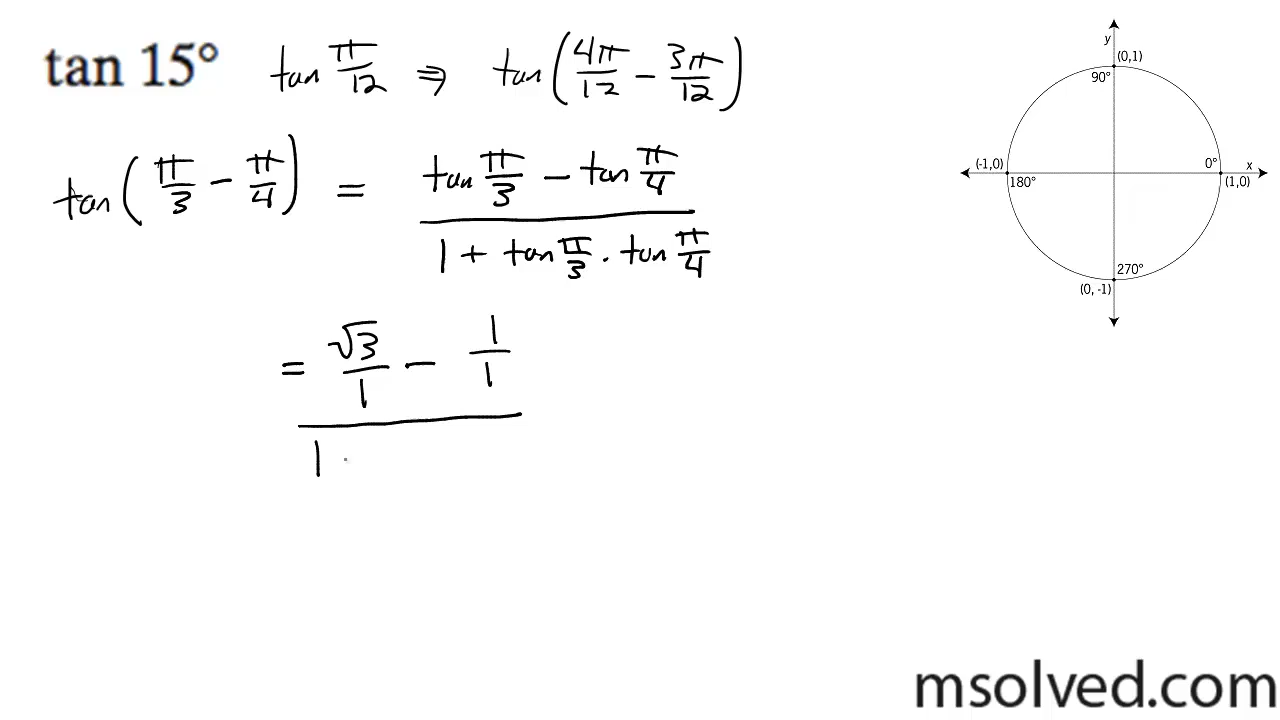 tan 15° tan π/12 ⇒ tan(4π/12 − 3π/12)
tan(π/3 − π/4) = (tan π/3 − tan π/4)/(1 + tan π/3 · tan π/4)
= (√3/1 − 1/1)/(1
y
(0,1)
90°
(-1,0) 0° x
180° (1,0)
270°
(0, -1)
msolved.com